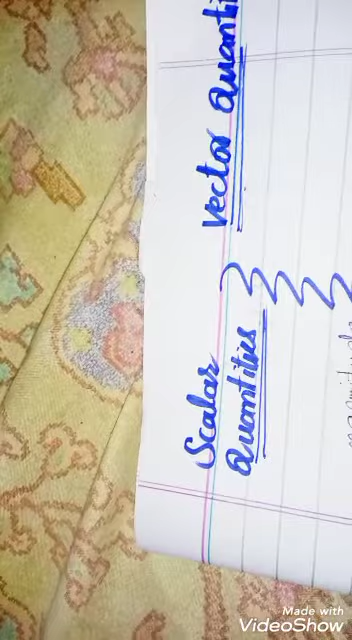 Scalar
Quantities
Vector Quanti
Made with
VideoShow